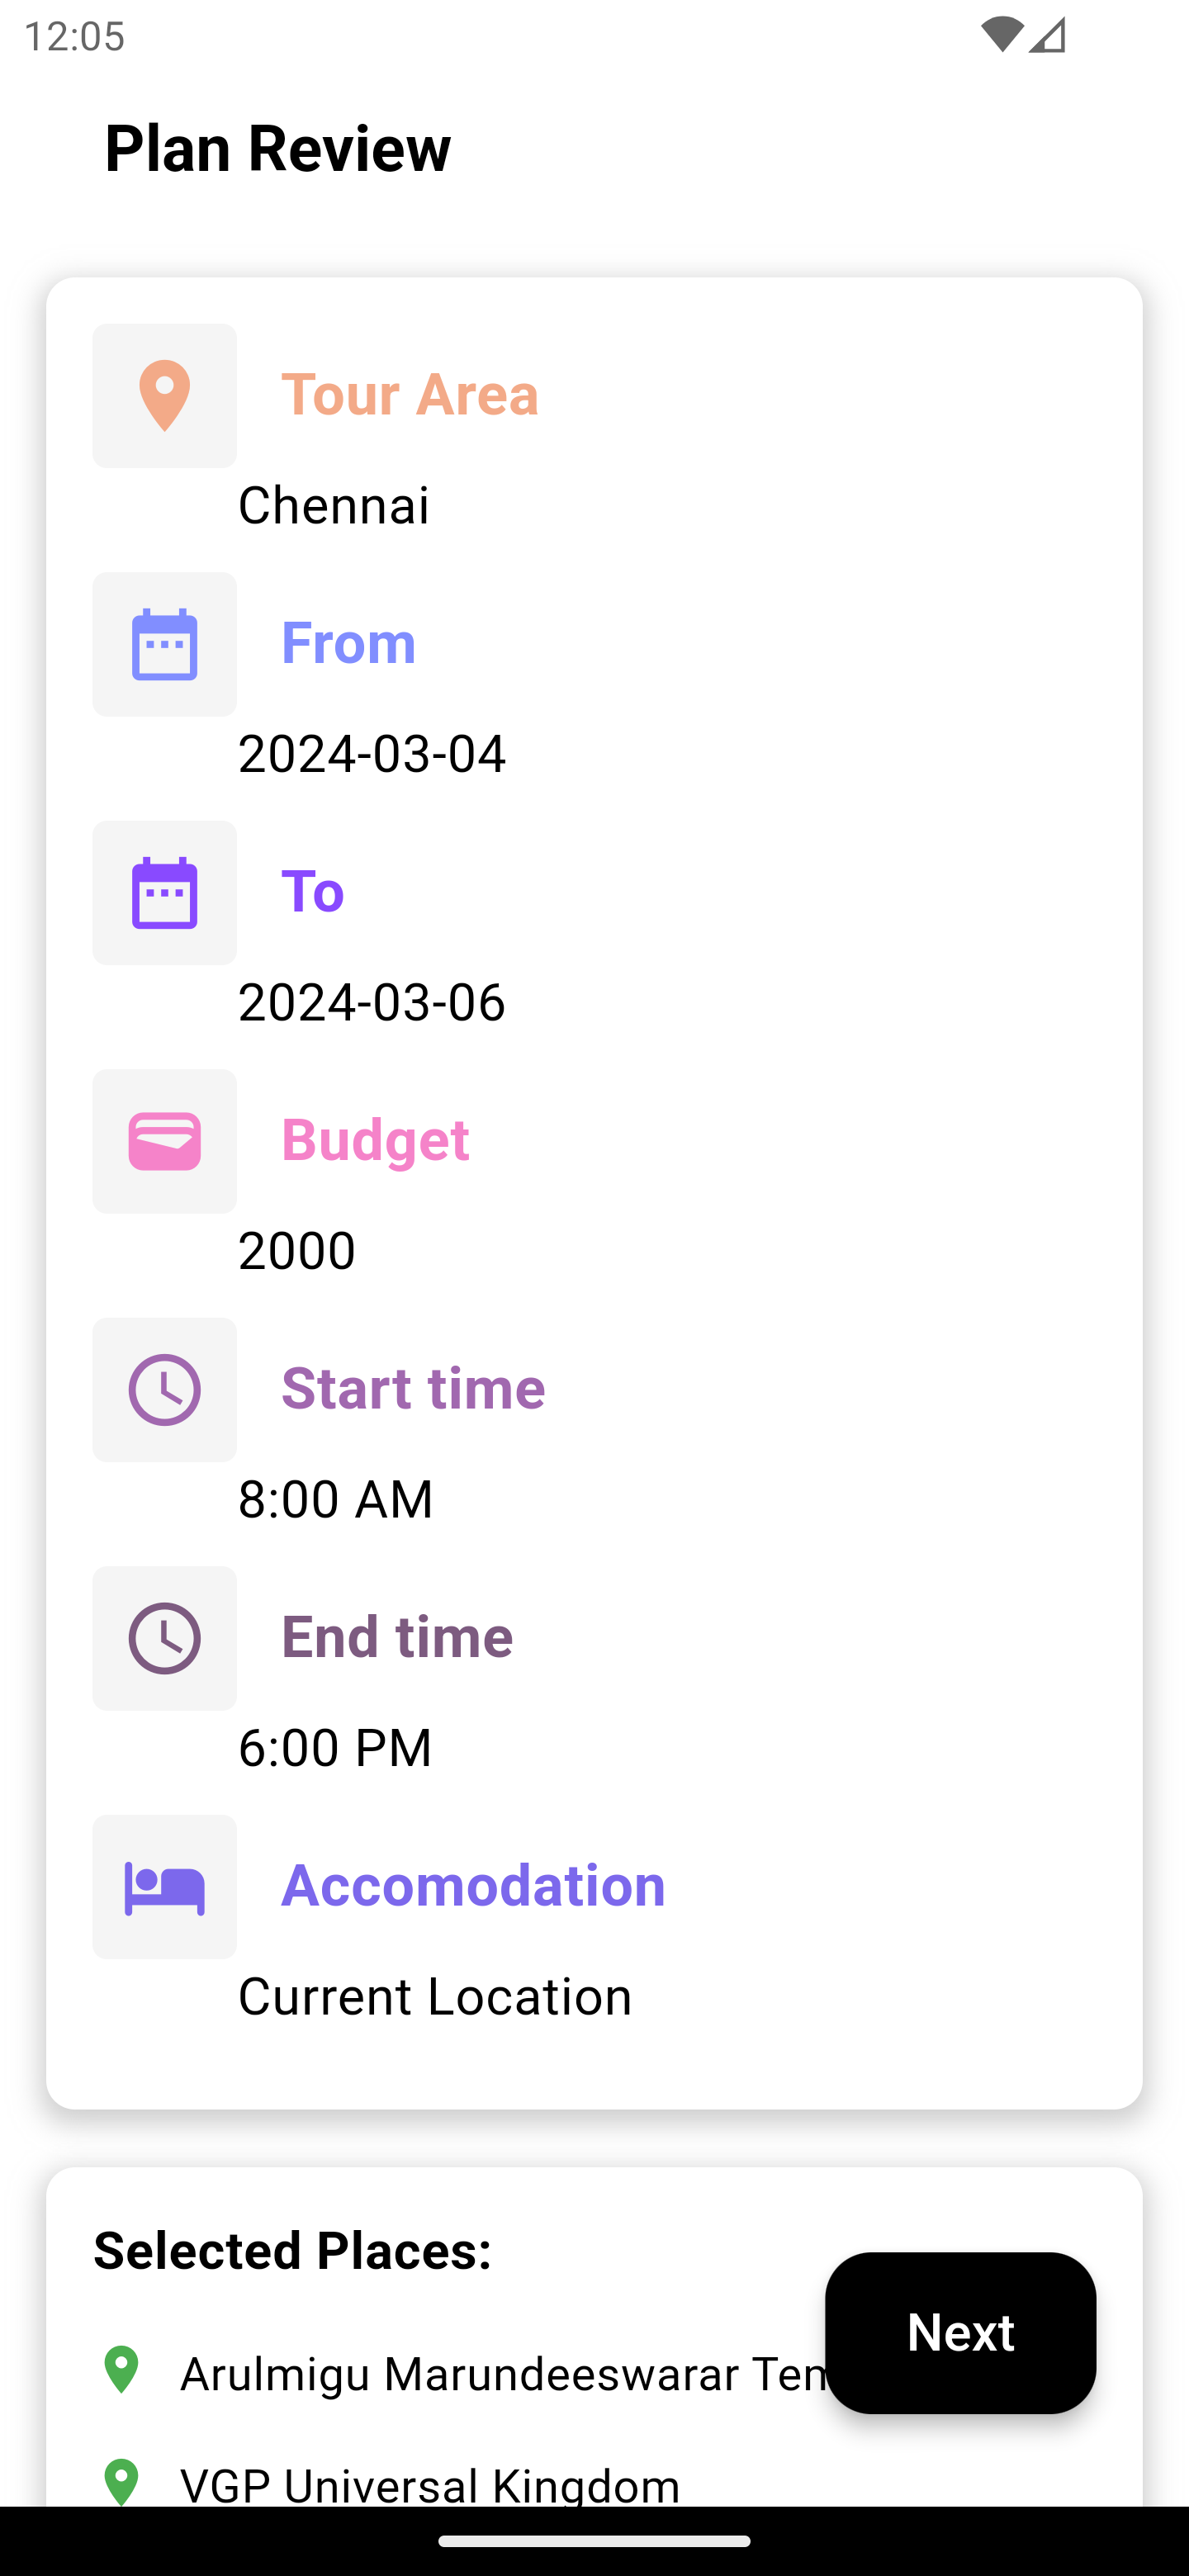 12:05
Plan Review
Tour Area
Chennai
From
2024-03-04
To
2024-03-06
Budget
2000
Start time
8:00 AM
End time
6:00 PM
Accomodation
Current Location
Selected Places:
Next
Arulmigu Marundeeswarar
VGP Universal Kingdom